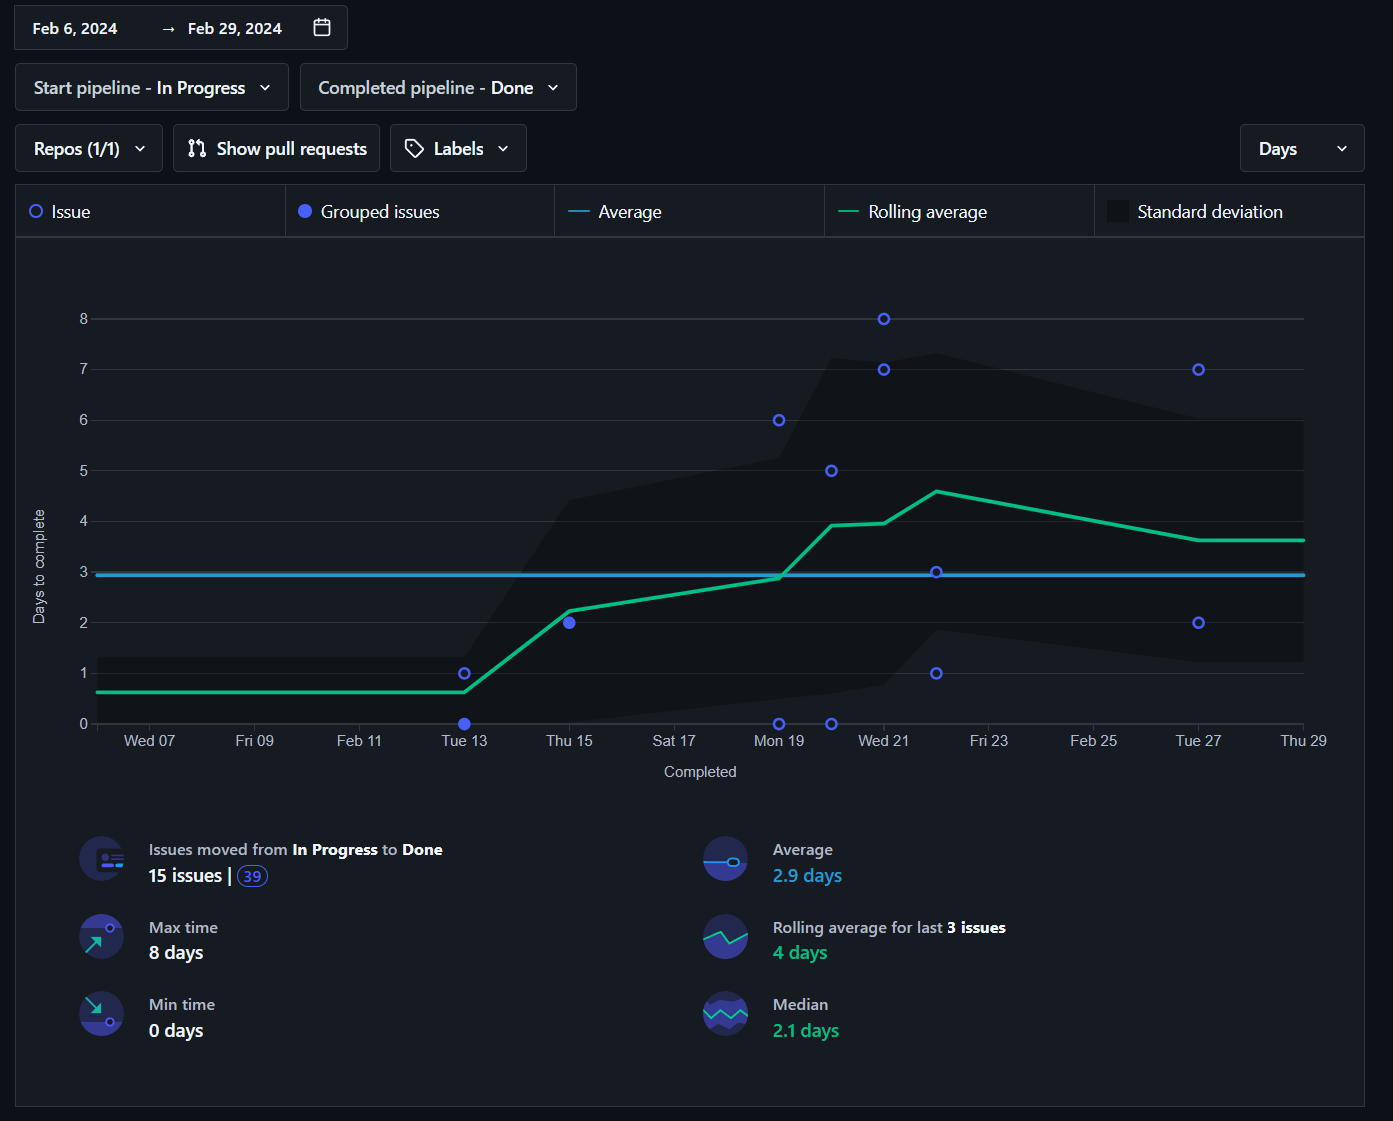 Feb 6, 2024 → Feb 29, 2024
Start pipeline - In Progress
Completed pipeline - Done
Repos (1/1)
Show pull requests
Labels
Days
Issue
Grouped issues
Average
Rolling average
Standard deviation
8
7
6
5
4
3
2
1
0
Days to complete
Wed 07
Fri 09
Feb 11
Tue 13
Thu 15
Sat 17
Mon 19
Wed 21
Fri 23
Feb 25
Tue 27
Thu 29
Completed
Issues moved from In Progress to Done
15 issues | 39
Average
2.9 days
Max time
8 days
Rolling average for last 3 issues
4 days
Min time
0 days
Median
2.1 days